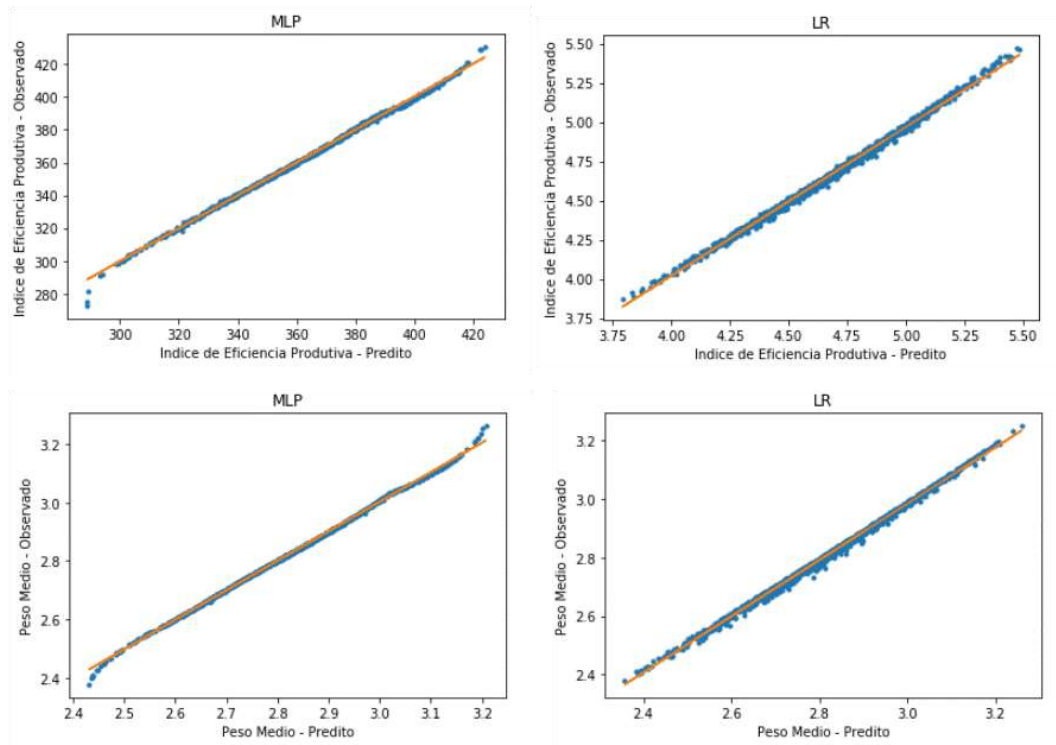 MLP
Indice de Eficiencia Produtiva - Observado
420
400
380
360
340
320
300
280
300 320 340 360 380 400 420
Indice de Eficiencia Produtiva - Predito
LR
Indice de Eficiencia Produtiva - Observado
5.50
5.25
5.00
4.75
4.50
4.25
4.00
3.75
3.75 4.00 4.25 4.50 4.75 5.00 5.25 5.50
Indice de Eficiencia Produtiva - Predito
MLP
Peso Medio - Observado
3.2
3.0
2.8
2.6
2.4
2.4 2.5 2.6 2.7 2.8 2.9 3.0 3.1 3.2
Peso Medio - Predito
LR
Peso Medio - Observado
3.2
3.0
2.8
2.6
2.4
2.4 2.6 2.8 3.0 3.2
Peso Medio - Predito